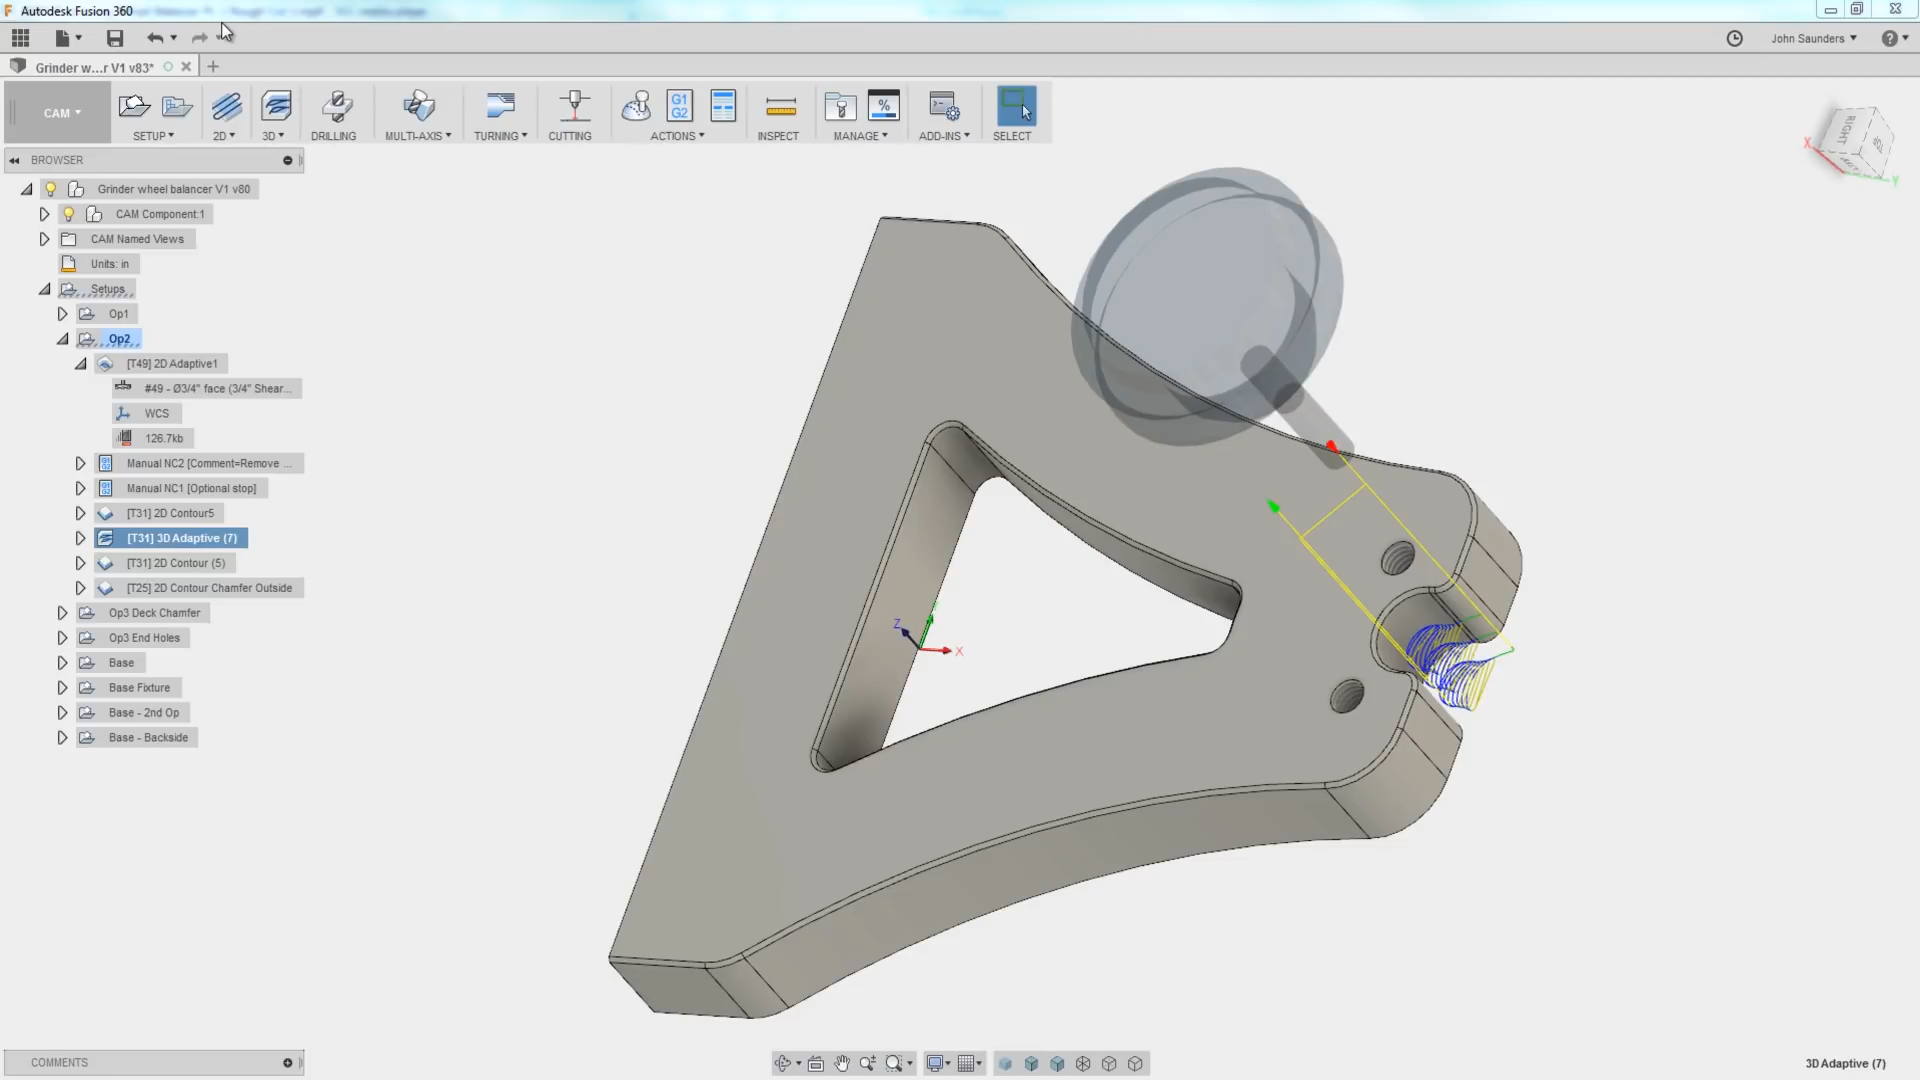 Autodesk Fusion 360
John Saunders
Grinder w...r V1 v83*
CAM
SETUP
2D
3D
DRILLING
MULTI-AXIS
TURNING
CUTTING
G1
G2
ACTIONS
INSPECT
%
MANAGE
ADD-INS
SELECT
BROWSER
Grinder wheel balancer V1 v80
CAM Component:1
CAM Named Views
Units: in
Setups
Op1
Op2
[T49] 2D Adaptive1
#49 - Ø3/4" face (3/4" Shear...
WCS
126.7kb
Manual NC2 [Comment=Remove ...
Manual NC1 [Optional stop]
[T31] 2D Contour5
[T31] 3D Adaptive (7)
[T31] 2D Contour (5)
[T25] 2D Contour Chamfer Outside
Op3 Deck Chamfer
Op3 End Holes
Base
Base Fixture
Base - 2nd Op
Base - Backside
RIGHT
TOP
X
Y
Z
X
COMMENTS
3D Adaptive (7)